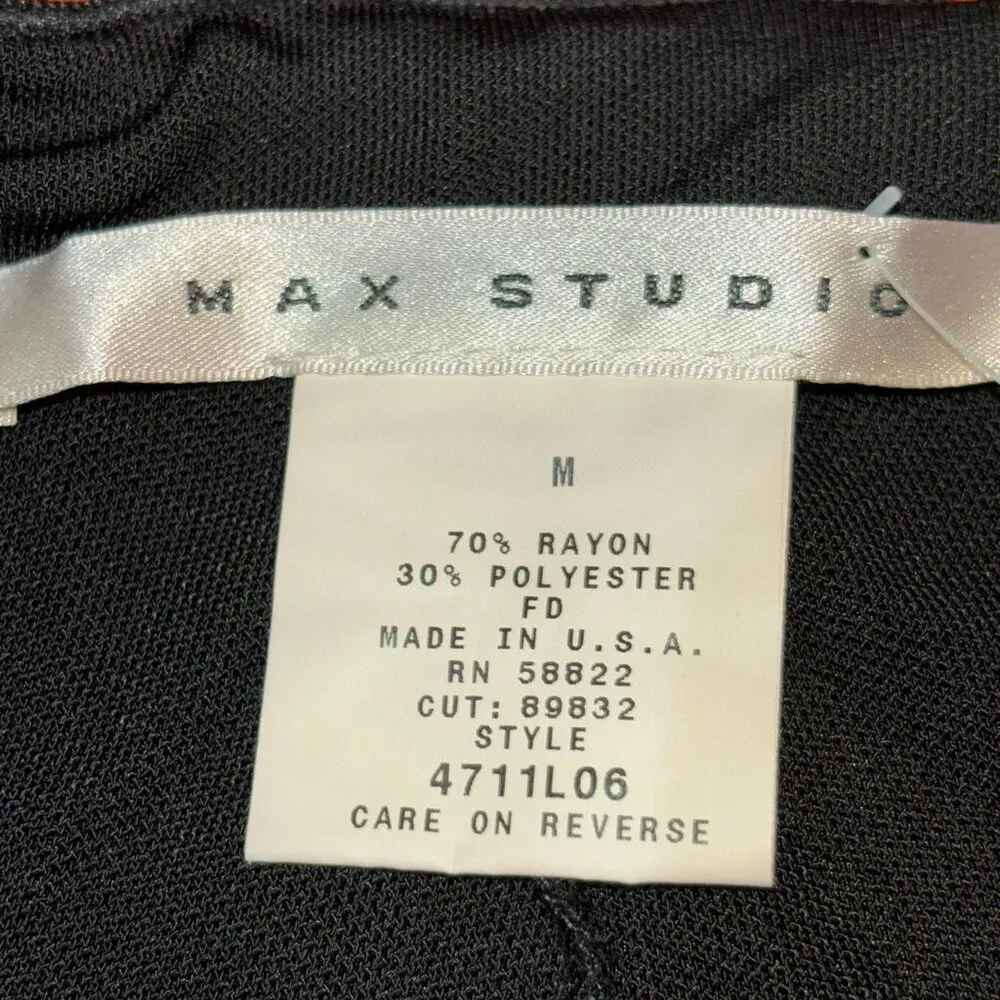 MAX STUDIO
M
70% RAYON
30% POLYESTER
FD
MADE IN U.S.A.
RN 58822
CUT: 89832
STYLE
4711L06
CARE ON REVERSE